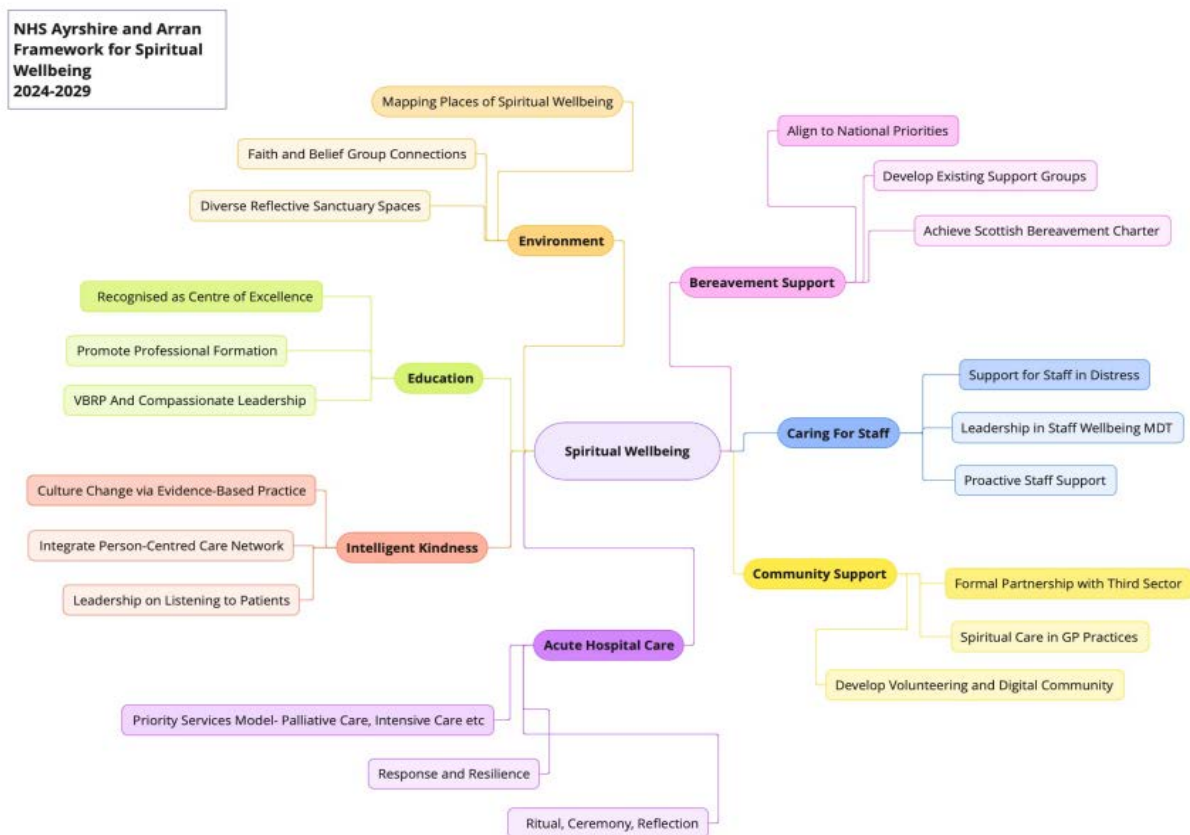 NHS Ayrshire and Arran
Framework for Spiritual
Wellbeing
2024-2029
Mapping Places of Spiritual Wellbeing
Faith and Belief Group Connections
Diverse Reflective Sanctuary Spaces
Environment
Recognised as Centre of Excellence
Promote Professional Formation
VBRP And Compassionate Leadership
Education
Culture Change via Evidence-Based Practice
Integrate Person-Centred Care Network
Leadership on Listening to Patients
Intelligent Kindness
Acute Hospital Care
Priority Services Model- Palliative Care, Intensive Care etc
Response and Resilience
Ritual, Ceremony, Reflection
Spiritual Wellbeing
Align to National Priorities
Develop Existing Support Groups
Achieve Scottish Bereavement Charter
Bereavement Support
Support for Staff in Distress
Caring For Staff
Leadership in Staff Wellbeing MDT
Proactive Staff Support
Community Support
Formal Partnership with Third Sector
Spiritual Care in GP Practices
Develop Volunteering and Digital Community